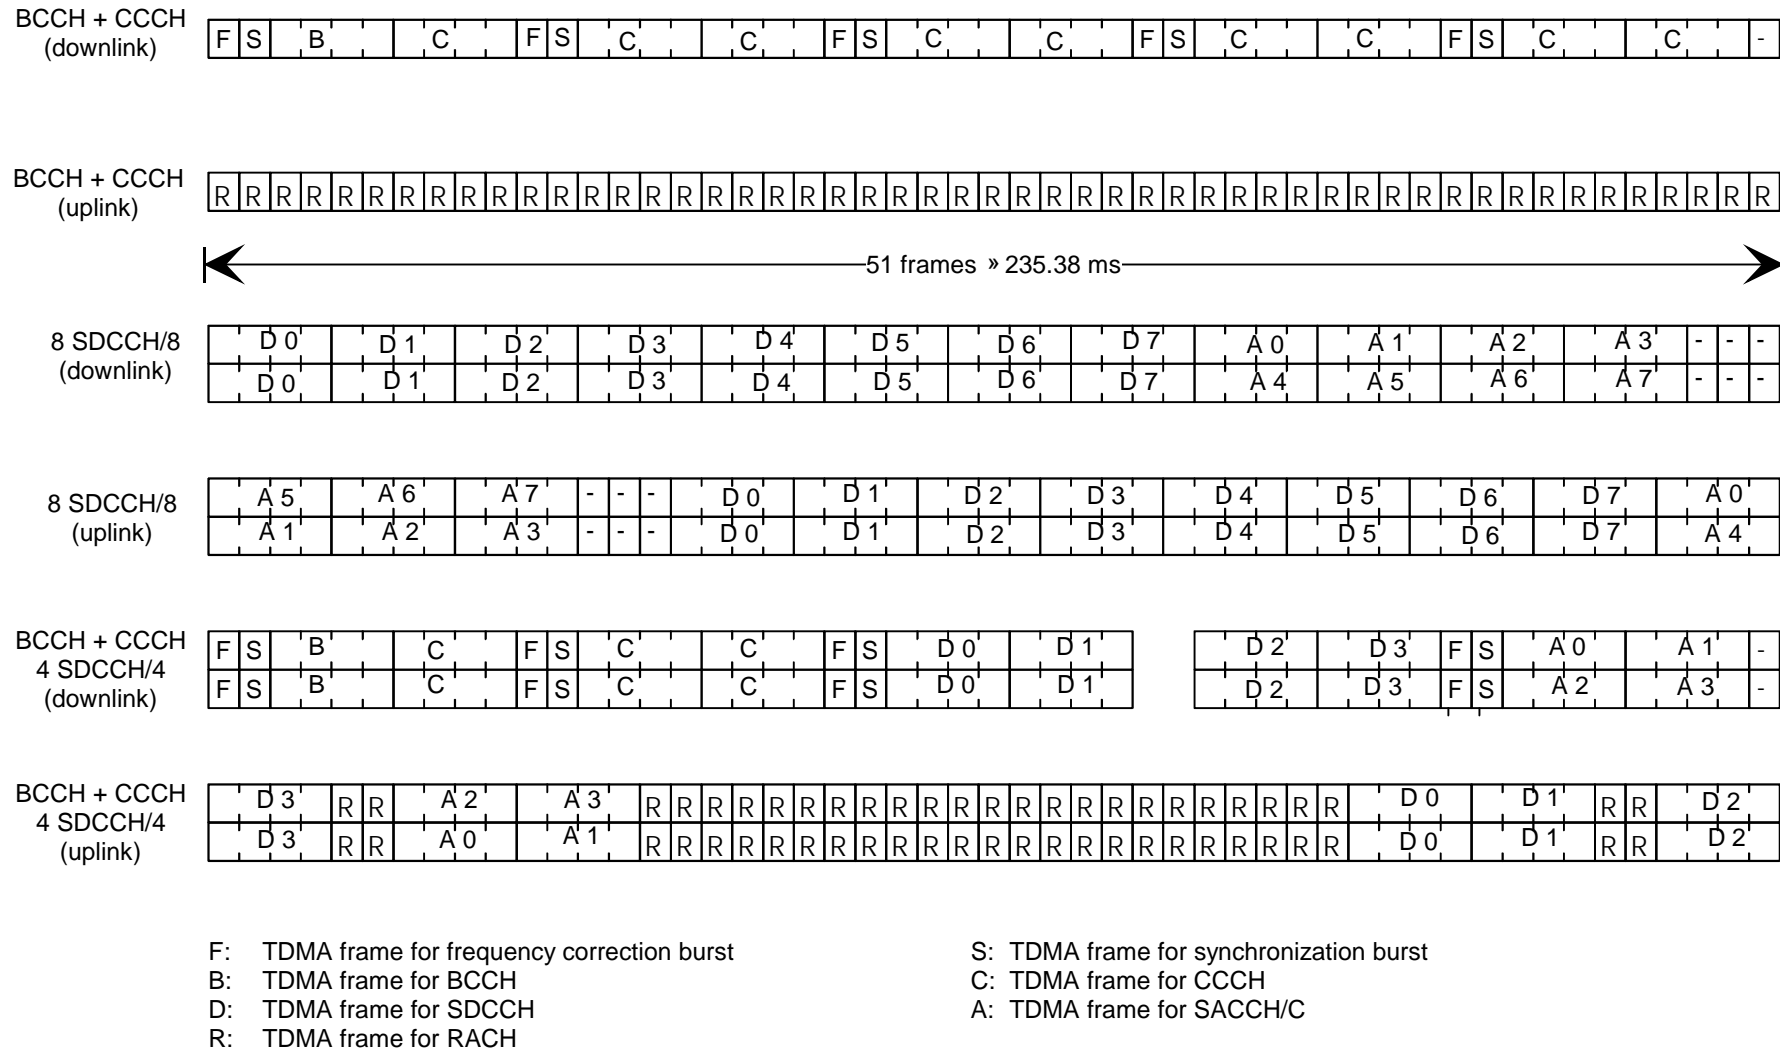 BCCH + CCCH
(downlink)
F S B C F S C C F S C C F S C C F S C C -
BCCH + CCCH
(uplink)
R R R R R R R R R R R R R R R R R R R R R R R R R R R R R R R R R R R R R R R R R R R R R R R R R R R
51 frames » 235.38 ms
8 SDCCH/8
(downlink)
D 0 D 1 D 2 D 3 D 4 D 5 D 6 D 7 A 0 A 1 A 2 A 3 - - -
D 0 D 1 D 2 D 3 D 4 D 5 D 6 D 7 A 4 A 5 A 6 A 7 - - -
8 SDCCH/8
(uplink)
A 5 A 6 A 7 - - - D 0 D 1 D 2 D 3 D 4 D 5 D 6 D 7 A 0
A 1 A 2 A 3 - - - D 0 D 1 D 2 D 3 D 4 D 5 D 6 D 7 A 4
BCCH + CCCH
4 SDCCH/4
(downlink)
F S B C F S C C F S D 0 D 1 D 2 D 3 F S A 0 A 1 -
F S B C F S C C F S D 0 D 1 D 2 D 3 F S A 2 A 3 -
BCCH + CCCH
4 SDCCH/4
(uplink)
D 3 R R A 2 A 3 R R R R R R R R R R R R R R R R R R R R R R R D 0 D 1 R R D 2
D 3 R R A 0 A 1 R R R R R R R R R R R R R R R R R R R R R R R D 0 D 1 R R D 2
F: TDMA frame for frequency correction burst
S: TDMA frame for synchronization burst
B: TDMA frame for BCCH
C: TDMA frame for CCCH
D: TDMA frame for SDCCH
A: TDMA frame for SACCH/C
R: TDMA frame for RACH